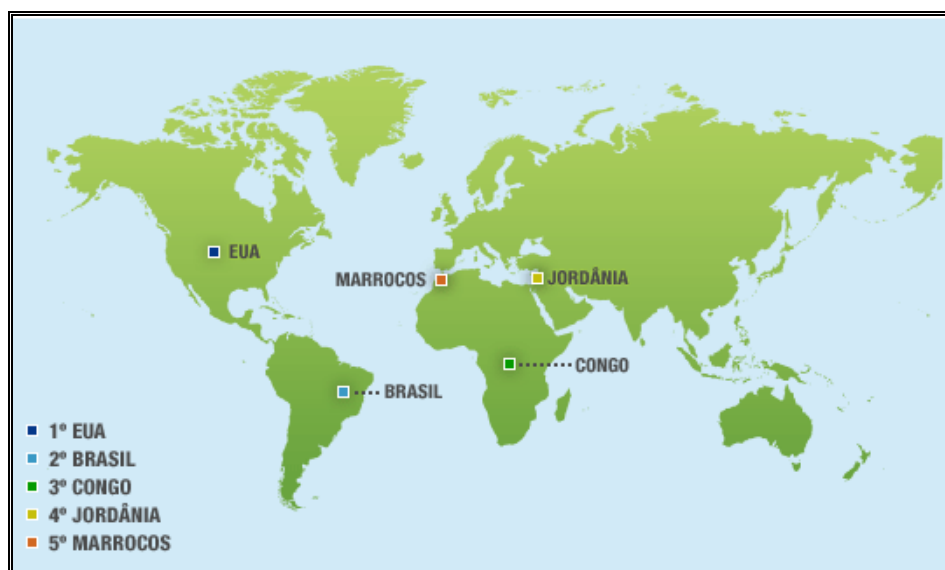 EUA
MARROCOS
JORDÂNIA
CONGO
BRASIL
1º EUA
2º BRASIL
3º CONGO
4º JORDÂNIA
5º MARROCOS